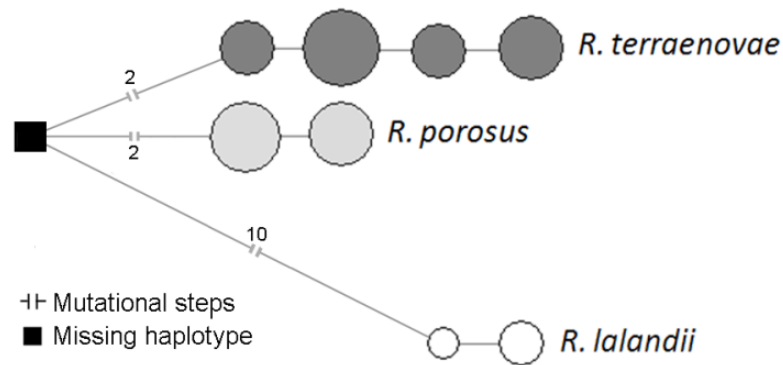 2
R. terraenovae
2
R. porosus
10
Mutational steps
Missing haplotype
R. lalandii